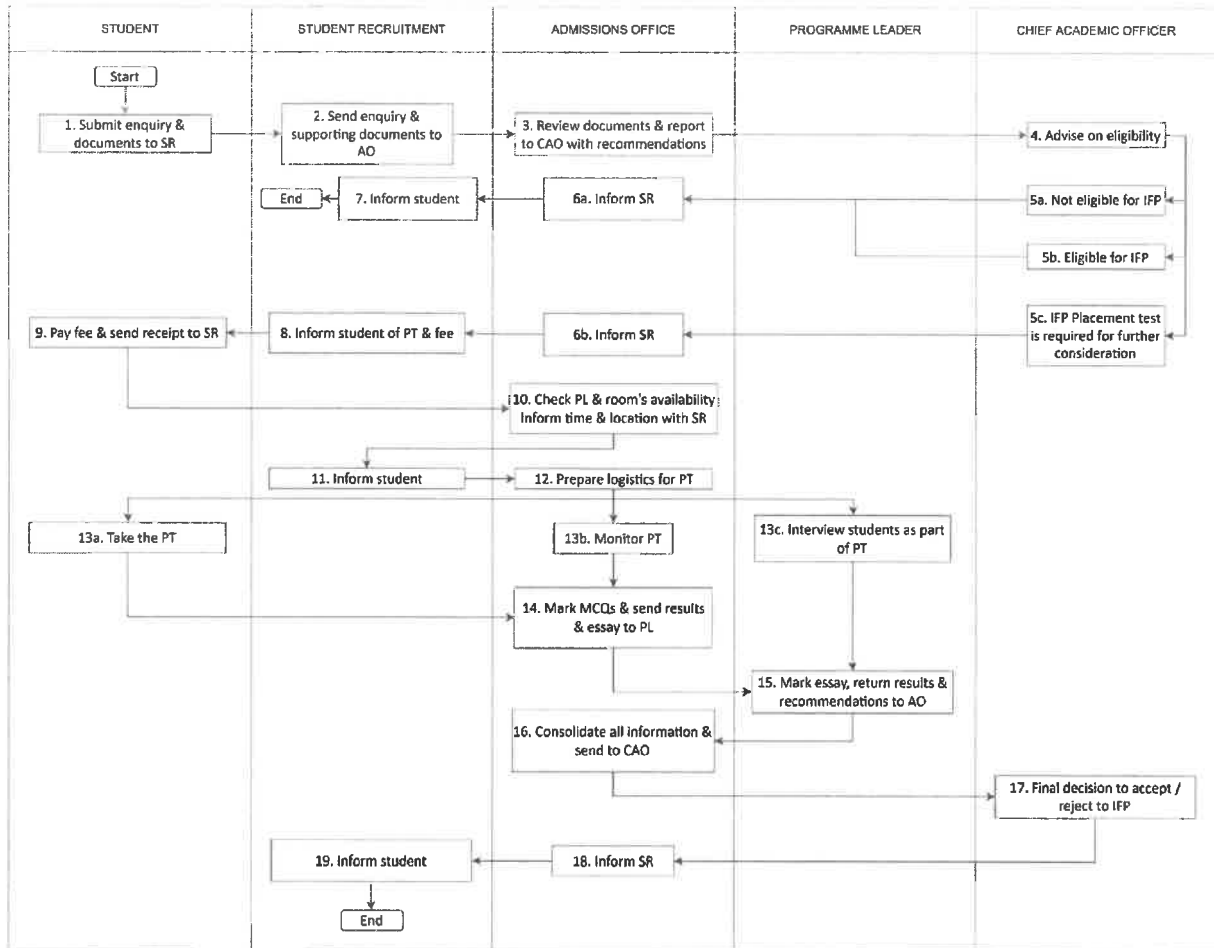 STUDENT
STUDENT RECRUITMENT
ADMISSIONS OFFICE
PROGRAMME LEADER
CHIEF ACADEMIC OFFICER
Start
1. Submit enquiry &
documents to SR
2. Send enquiry &
supporting documents to
AO
3. Review documents & report
to CAO with recommendations
4. Advise on eligibility
End
7. Inform student
6a. Inform SR
5a. Not eligible for IFP
5b. Eligible for IFP
9. Pay fee & send receipt to SR
8. Inform student of PT & fee
6b. Inform SR
5c. IFP Placement test
is required for further
consideration
10. Check PL & room's availability
Inform time & location with SR
11. Inform student
12. Prepare logistics for PT
13a. Take the PT
13b. Monitor PT
13c. Interview students as part
of PT
14. Mark MCQs & send results
& essay to PL
15. Mark essay, return results &
recommendations to AO
16. Consolidate all information &
send to CAO
17. Final decision to accept /
reject to IFP
19. Inform student
18. Inform SR
End